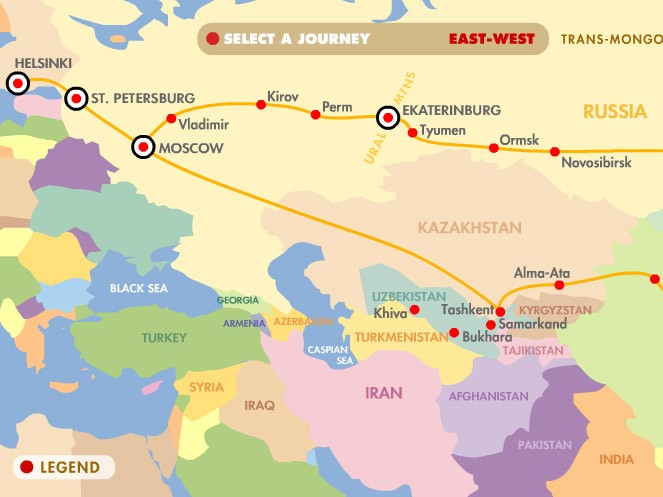 SELECT A JOURNEY
EAST-WEST
TRANS-MONGO
HELSINKI
ST. PETERSBURG
Kirov
Perm
URAL MTNS
EKATERINBURG
RUSSIA
Vladimir
Tyumen
Ormsk
MOSCOW
Novosibirsk
KAZAKHSTAN
Alma-Ata
BLACK SEA
GEORGIA
UZBEKISTAN
Khiva
Tashkent
KYRGYZSTAN
ARMENIA
AZERBAIJAN
Samarkand
TURKEY
TURKMENISTAN
Bukhara
CASPIAN
SEA
TAJIKISTAN
SYRIA
IRAN
AFGHANISTAN
IRAQ
PAKISTAN
INDIA
LEGEND